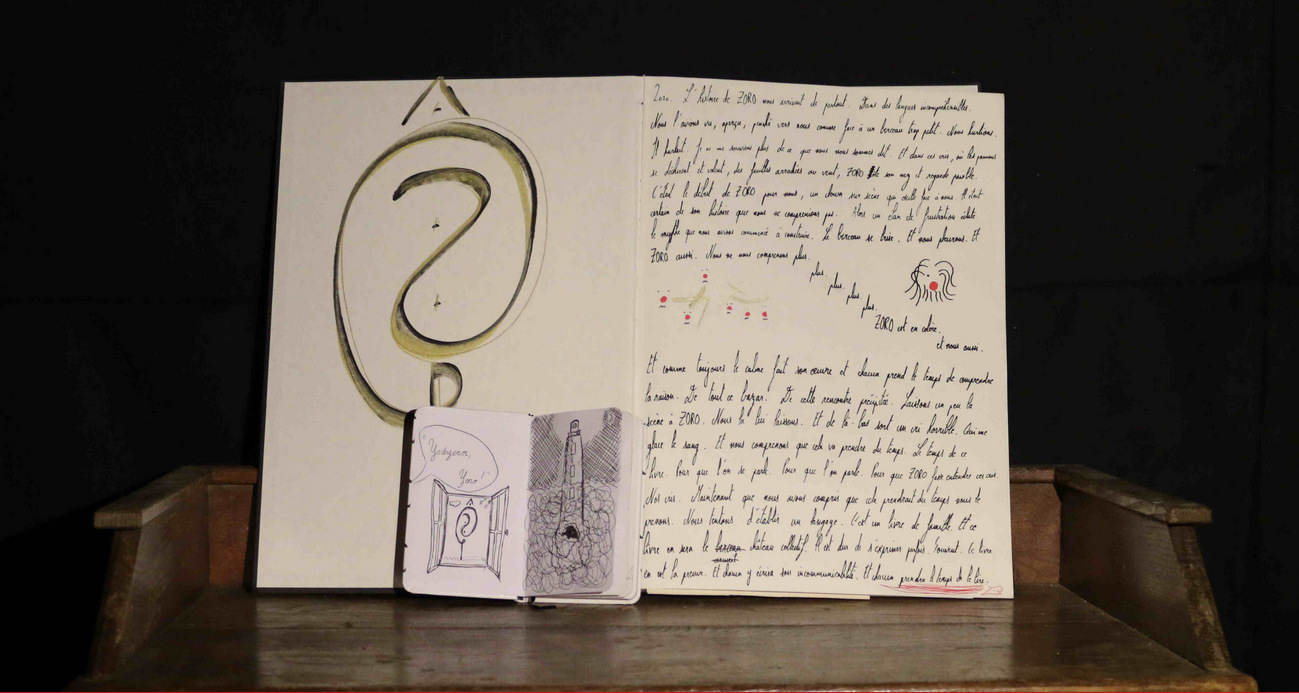 Zoro. L'histoire de ZORO nous arrivait de partout. Dans des langues incompréhensibles.
Nous l'avions vu, aperçu, penché vers nous comme face à un berceau trop petit. Nous hurlions.
Il hurlait. Je ne me souviens plus de ce que nous nous sommes dit. Et dans ces cris, où les poumons
se déchirent et volent, des feuilles arrachées au vent, ZORO ôte son nez et regarde
C'était le début de ZORO pour nous, un clown sur scène qui fait à nous. Il était
certain de son histoire que nous ne comprenions pas. Alors un élan de frustration éclate
le mythe que nous avions commencé à construire. Le berceau se brise. Et nous pleurons. Et
ZORO aussi. Nous ne nous comprenons plus.
plus.
plus.
plus.
plus.
ZORO est en colère.
et nous aussi.
Et comme toujours le calme fait son œuvre et chacun prend le temps de comprendre
la raison. De tout ce bazar. De cette rencontre précipitée. Laissons un peu la
scène à ZORO. Nous la lui laissons. Et de là-bas sort un cri horrible. Qui me
glace le sang. Et nous comprenons que cela va prendre du temps. Le temps de ce
livre. Pour que l'on se parle. Pour que l'on parle. Pour que ZORO fasse entendre ces cris.
Nos cris. Maintenant que nous avons compris que cela prendrait du temps nous le
prenons. Nous tentons d'établir un langage. C'est un livre de famille. Et ce
livre en sera le berceau château collectif. Il est dur de s'exprimer parfois. Souvent. Ce livre
en est la preuve. Et chacun y écrira son incommunicabilité. Et chacun prendra le temps de le lire.
Yodyoros,
Yoro!